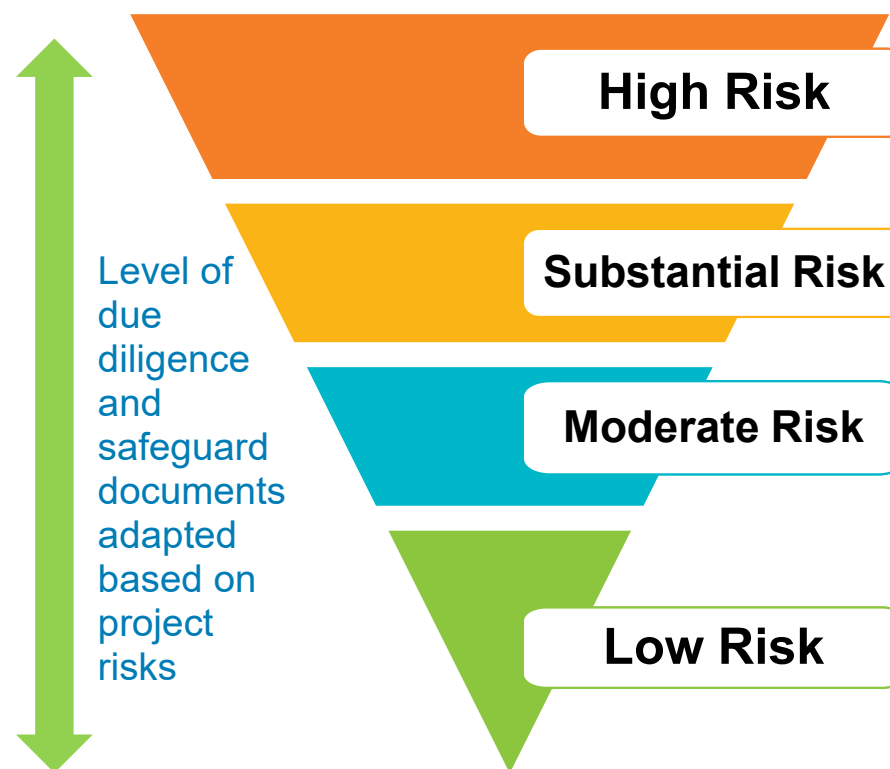 High Risk
Substantial Risk
Moderate Risk
Low Risk
Level of
due
diligence
and
safeguard
documents
adapted
based on
project
risks